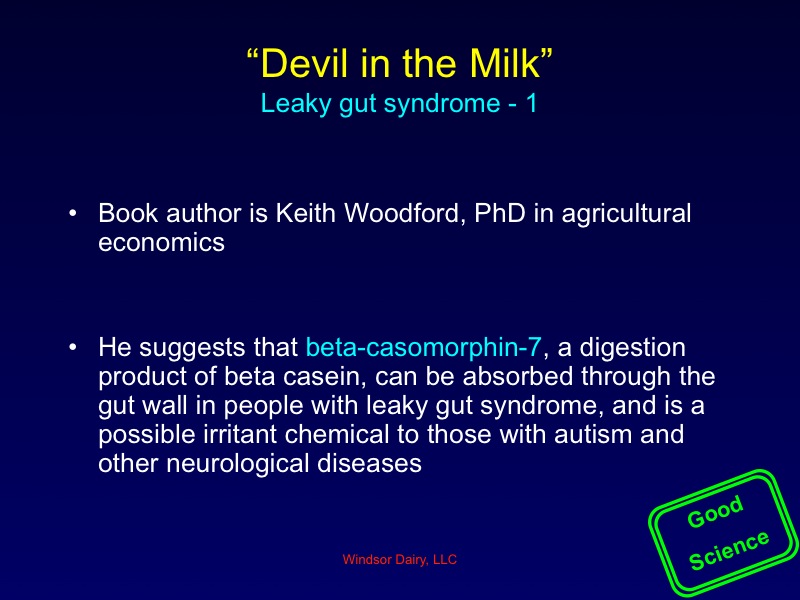 “Devil in the Milk”
Leaky gut syndrome - 1
• Book author is Keith Woodford, PhD in agricultural
economics
• He suggests that beta-casomorphin-7, a digestion
product of beta casein, can be absorbed through the
gut wall in people with leaky gut syndrome, and is a
possible irritant chemical to those with autism and
other neurological diseases
Good
Science
Windsor Dairy, LLC